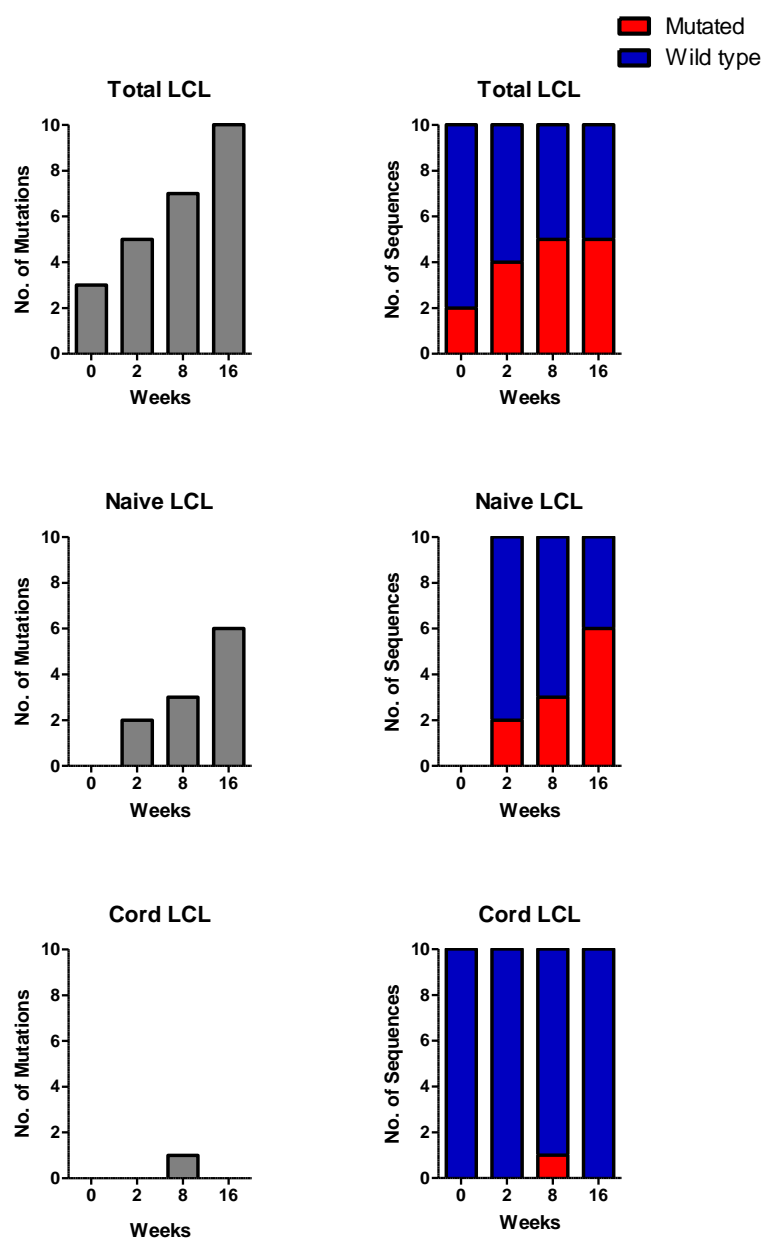 Mutated
Wild type
Total LCL
No. of Mutations
10
8
6
4
2
0
0 2 8 16
Weeks
Total LCL
No. of Sequences
10
8
6
4
2
0
0 2 8 16
Weeks
Naive LCL
No. of Mutations
10
8
6
4
2
0
0 2 8 16
Weeks
Naive LCL
No. of Sequences
10
8
6
4
2
0
0 2 8 16
Weeks
Cord LCL
No. of Mutations
10
8
6
4
2
0
0 2 8 16
Weeks
Cord LCL
No. of Sequences
10
8
6
4
2
0
0 2 8 16
Weeks